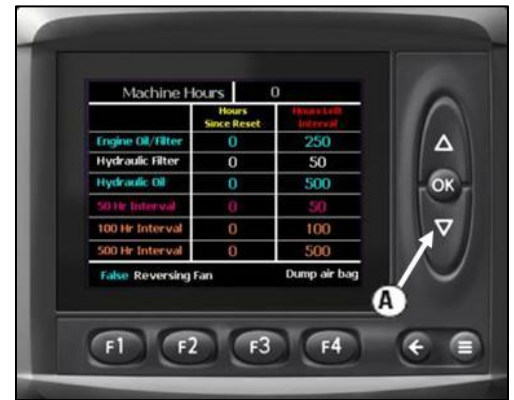 Machine Hours 0
Hours Since Reset Hours Left Interval
Engine Oil/Filter 0 250
Hydraulic Filter 0 50
Hydraulic Oil 0 500
50 Hr Interval 0 50
100 Hr Interval 0 100
500 Hr Interval 0 500
False Reversing Fan Dump air bag
OK
A
F1 F2 F3 F4